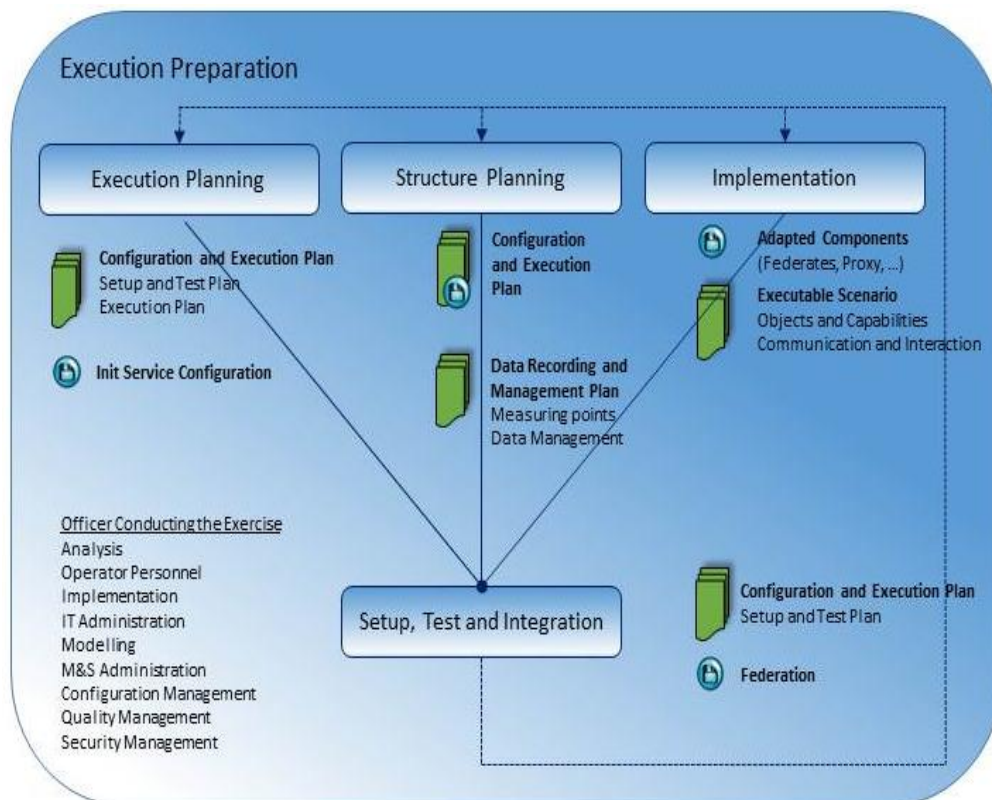 Execution Preparation
Execution Planning
Structure Planning
Implementation
Configuration and Execution Plan
Setup and Test Plan
Execution Plan
Init Service Configuration
Configuration
and Execution
Plan
Data Recording and
Management Plan
Measuring points
Data Management
Adapted Components
(Federates, Proxy, ...)
Executable Scenario
Objects and Capabilities
Communication and Interaction
Officer Conducting the Exercise
Analysis
Operator Personnel
Implementation
IT Administration
Modelling
M&S Administration
Configuration Management
Quality Management
Security Management
Setup, Test and Integration
Configuration and Execution Plan
Setup and Test Plan
Federation